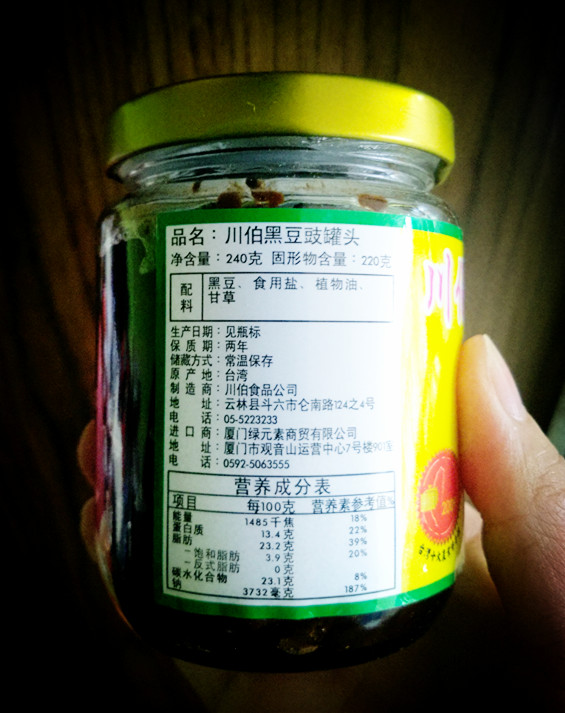 品名：川伯黑豆豉罐头
净含量：240克 固形物含量：220克
配料 黑豆、食用盐、植物油、
甘草
生产日期：见瓶标
保质期：两年
储藏方式：常温保存
原产地：台湾
制造商：川伯食品公司
地址：云林县斗六市仑南路124之4号
电话：05-5223233
进口商：厦门绿元素商贸有限公司
地址：厦门市观音山运营中心7号楼90
电话：0592-5063555
营养成分表
项目 每100克 营养素参考值%
能量 1485千焦 18%
蛋白质 13.4克 22%
脂肪 23.2克 39%
－饱和脂肪 3.9克 20%
－反式脂肪 0克
碳水化合物 23.1克 8%
钠 3732毫克 187%
川
200
台湾十大